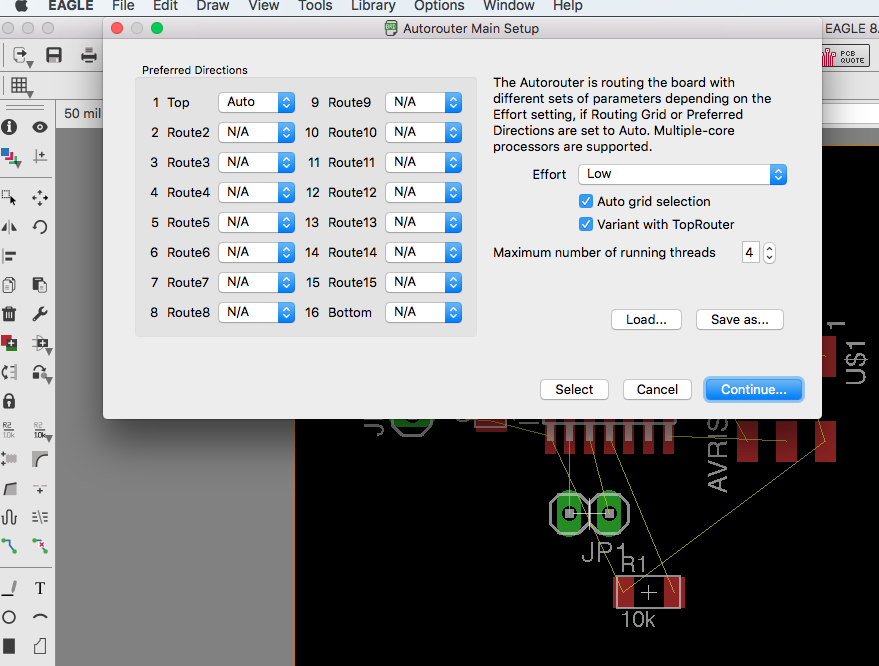 EAGLE File Edit Draw View Tools Library Options Window Help
Autorouter Main Setup
EAGLE 8.
PCB
QUOTE
50 mil
Preferred Directions
1 Top Auto 9 Route9 N/A
2 Route2 N/A 10 Route10 N/A
3 Route3 N/A 11 Route11 N/A
4 Route4 N/A 12 Route12 N/A
5 Route5 N/A 13 Route13 N/A
6 Route6 N/A 14 Route14 N/A
7 Route7 N/A 15 Route15 N/A
8 Route8 N/A 16 Bottom N/A
The Autorouter is routing the board with
different sets of parameters depending on the
Effort setting, if Routing Grid or Preferred
Directions are set to Auto. Multiple-core
processors are supported.
Effort Low
Auto grid selection
Variant with TopRouter
Maximum number of running threads 4
Load... Save as...
Select Cancel Continue...
R2
10k
R2
10k
T
1
U$1
AVRIS
JP1
R1
10k